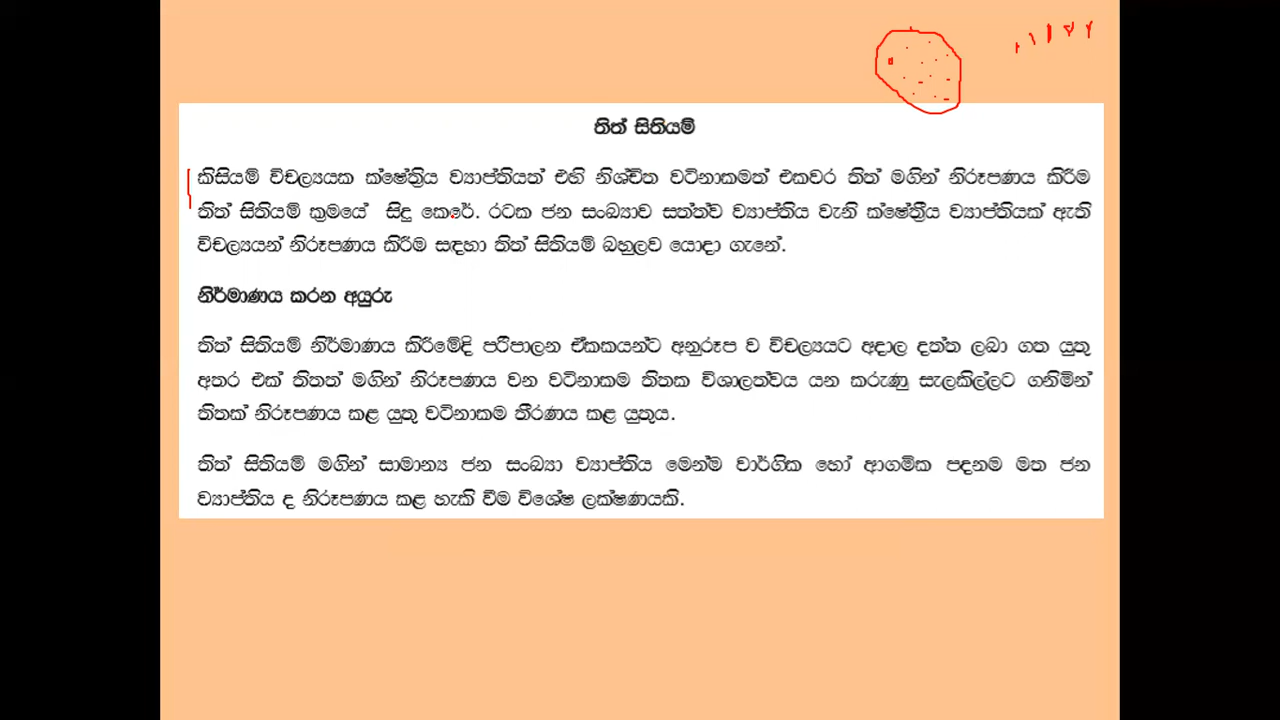 තිත් සිතියම්
කිසියම් විචල්‍යයක ක්ෂේත්‍රිය ව්‍යාප්තියත් එහි නිශ්චිත වටිනාකමත් එකවර තිත් මගින් නිරූපණය කිරීම
තිත් සිතියම් ක්‍රමයේ සිදු කෙරේ. රටක ජන සංඛ්‍යාව සත්ත්ව ව්‍යාප්තිය වැනි ක්ෂේත්‍රීය ව්‍යාප්තියක් ඇති
විචල්‍යයන් නිරූපණය කිරීම සඳහා තිත් සිතියම් බහුලව යොදා ගැනේ.
නිර්මාණය කරන අයුරු
තිත් සිතියම් නිර්මාණය කිරීමේදි පරිපාලන ඒකකයන්ට අනුරූප ව විචල්‍යයට අදාල දත්ත ලබා ගත යුතු
අතර එක් තිතත් මගින් නිරූපණය වන වටිනාකම තිතක විශාලත්වය යන කරුණු සැලකිල්ලට ගනිමින්
තිතක් නිරූපණය කළ යුතු වටිනාකම තීරණය කළ යුතුය.
තිත් සිතියම් මගින් සාමාන්‍ය ජන සංඛ්‍යා ව්‍යාප්තිය මෙන්ම වාර්ගික හෝ ආගමික පදනම මත ජන
ව්‍යාප්තිය ද නිරූපණය කළ හැකි වීම විශේෂ ලක්ෂණයකි.